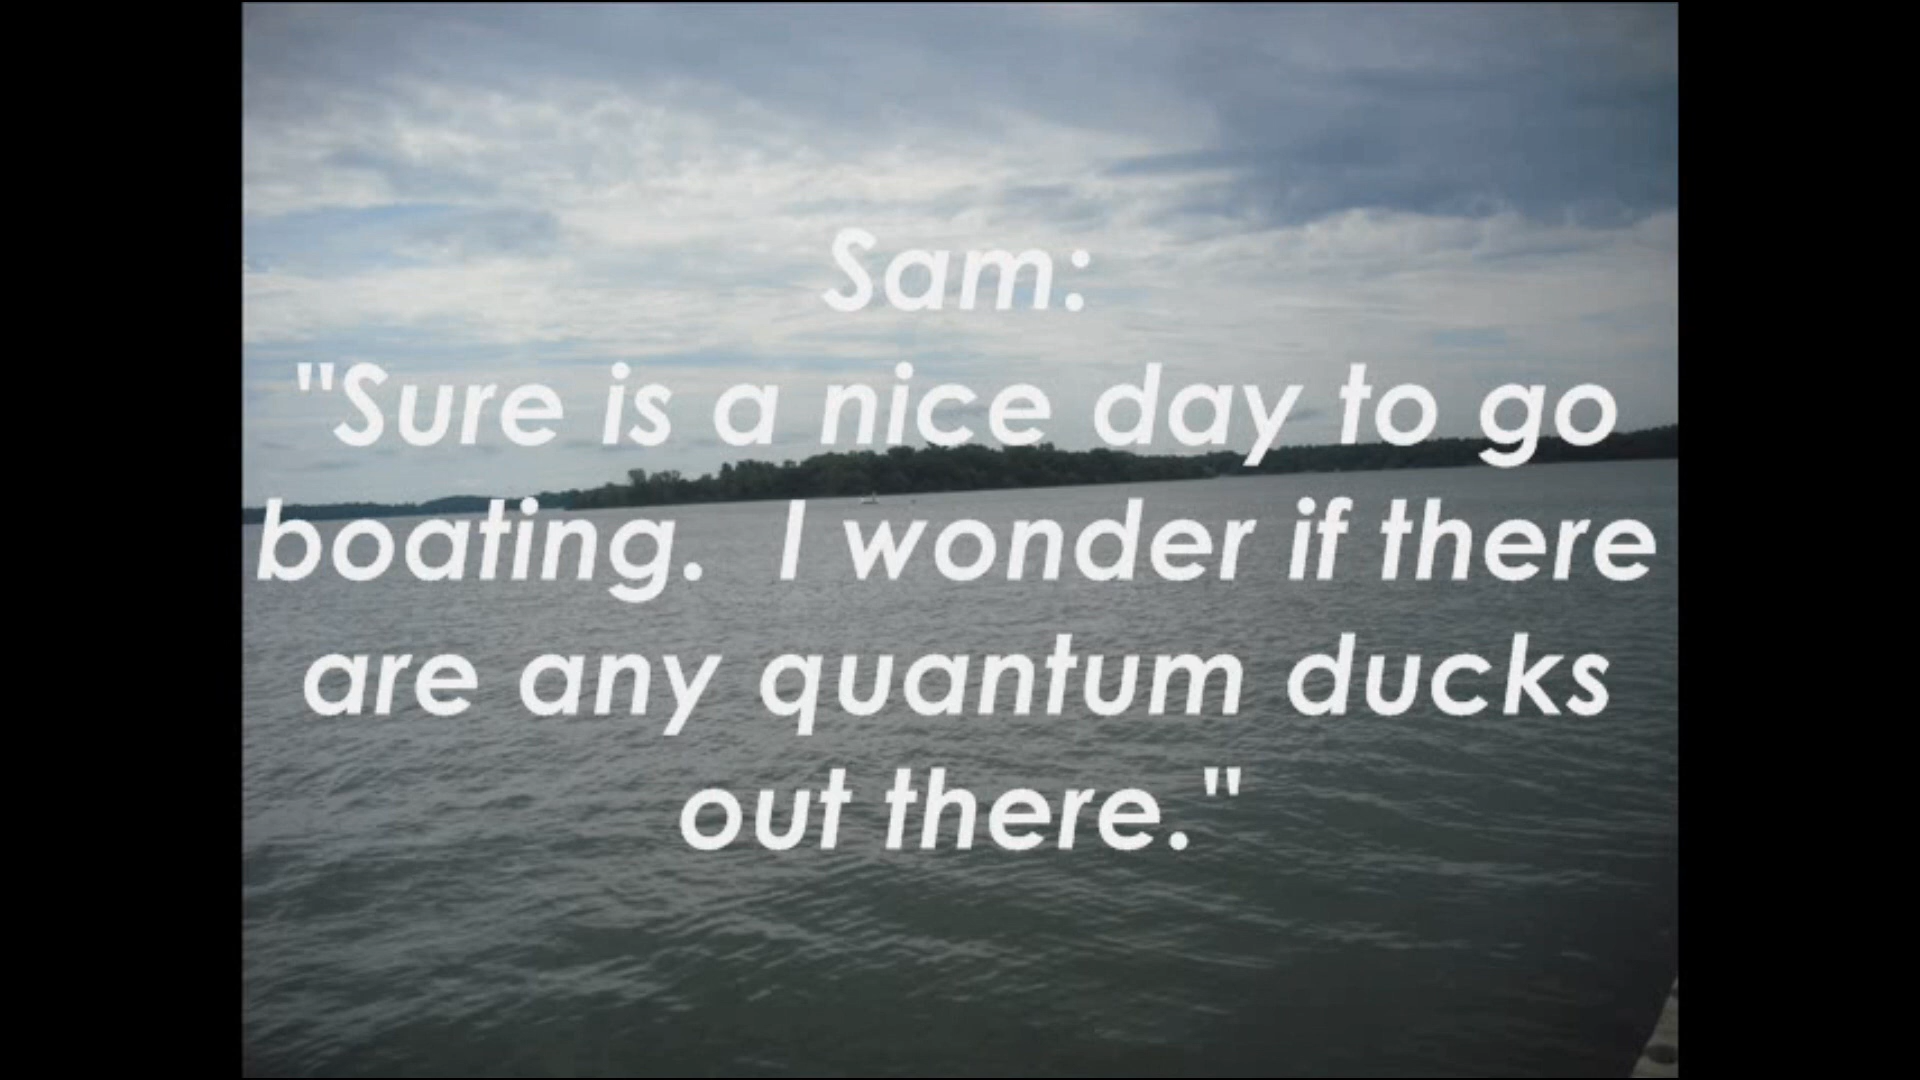 Sam:
"Sure is a nice day to go
boating.  I wonder if there
are any quantum ducks
out there."